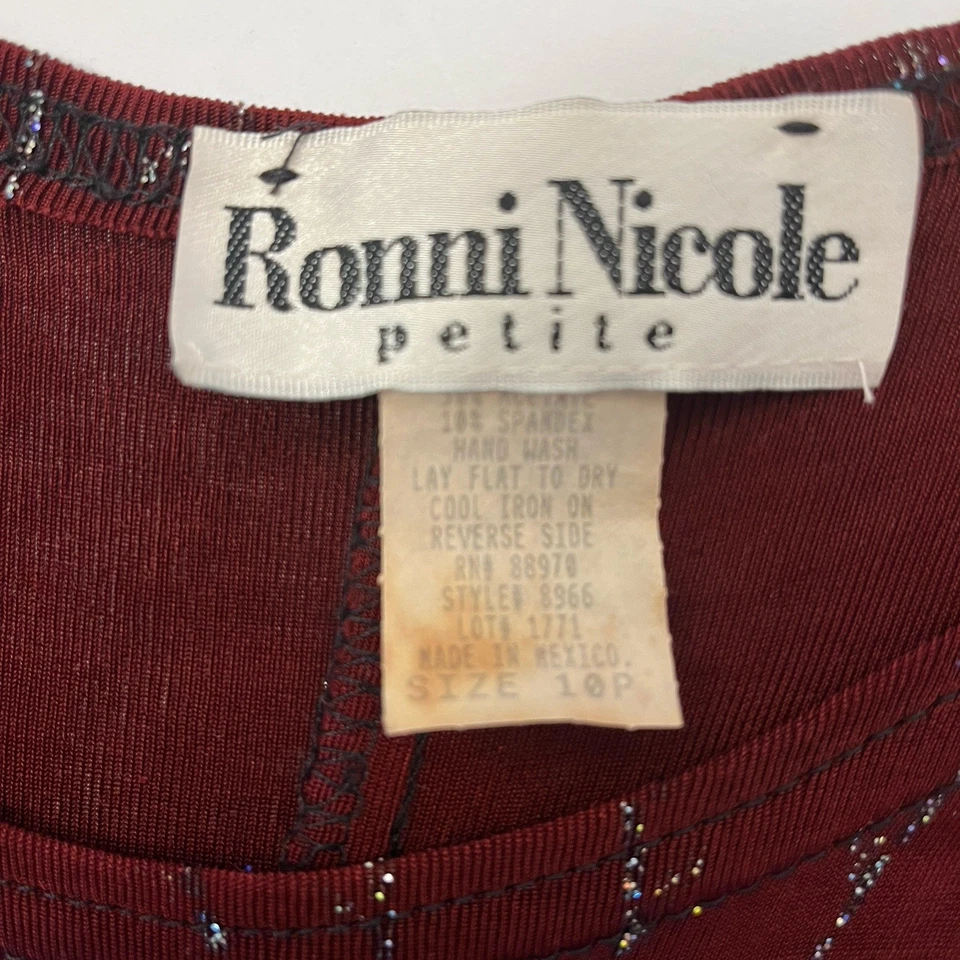 Ronni Nicole
petite
10% SPANDEX
HAND WASH
LAY FLAT TO DRY
COOL IRON ON
REVERSE SIDE
RN# 88970
STYLE# 8966
LOT# 1771
MADE IN MEXICO.
SIZE 10P